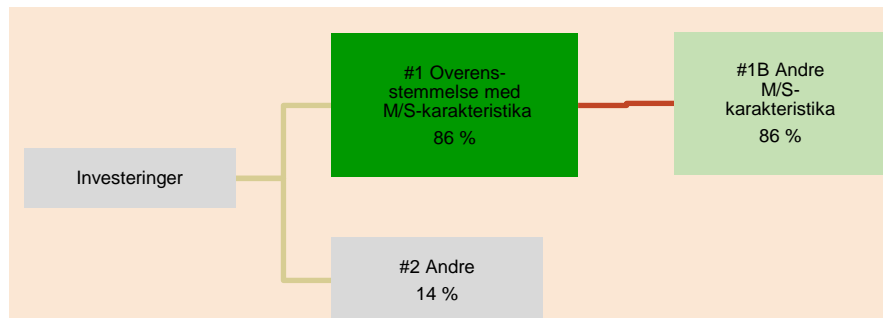 #1 Overens-
stemmelse med
M/S-karakteristika
86 %
#1B Andre
M/S-
karakteristika
86 %
Investeringer
#2 Andre
14 %